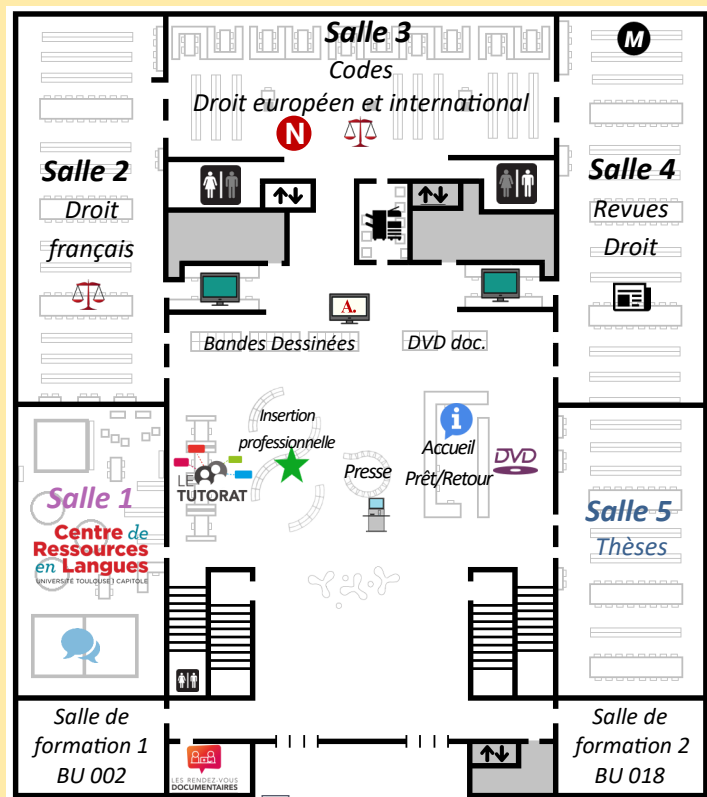 Salle 3
Codes
Droit européen et international
M
N
Salle 2
Droit
français
Salle 4
Revues
Droit
A.
Bandes Dessinées
DVD doc.
Insertion
professionnelle
Accueil
Prêt/Retour
DVD
Presse
LE
TUTORAT
Salle 1
Centre de
Ressources
en Langues
UNIVERSITÉ TOULOUSE 1 CAPITOLE
Salle 5
Thèses
Salle de
formation 1
BU 002
LES RENDEZ-VOUS
DOCUMENTAIRES
Salle de
formation 2
BU 018